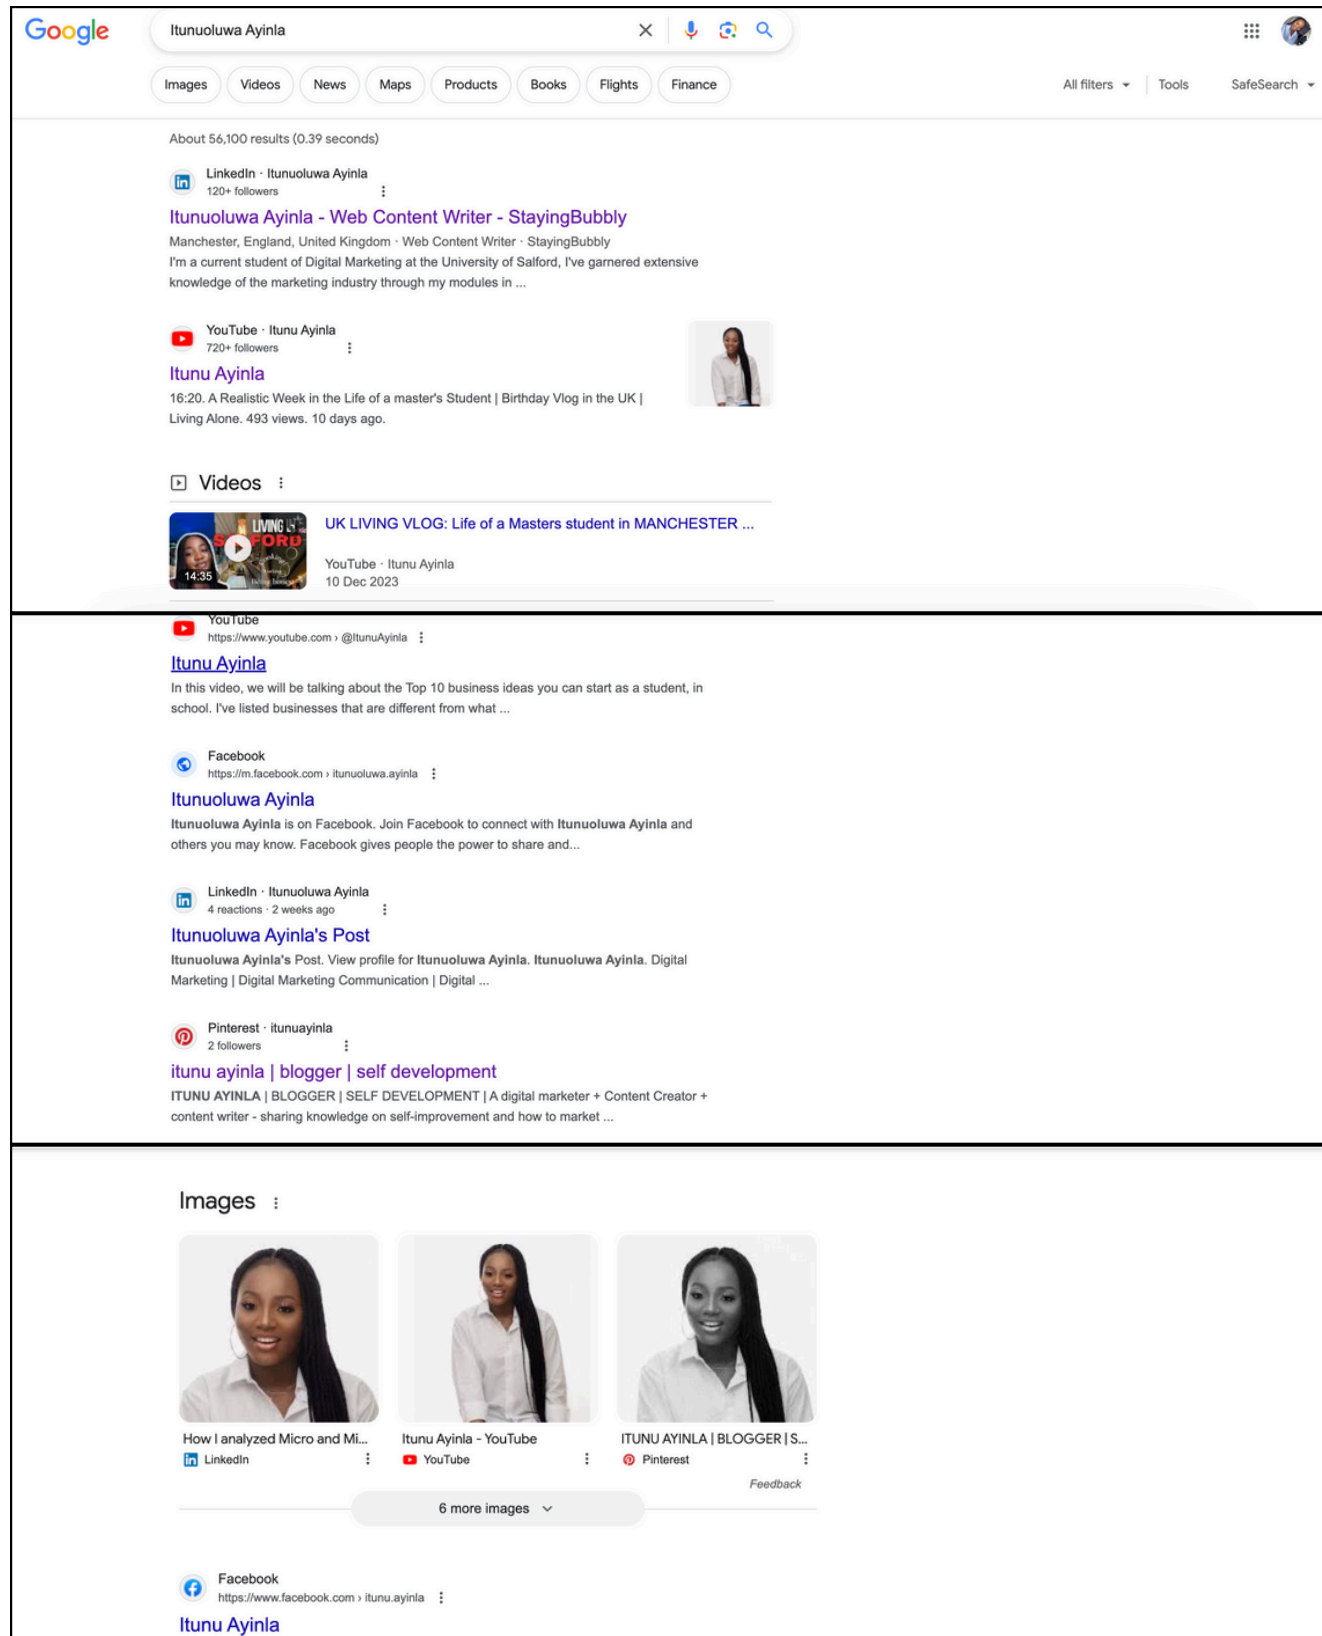 Google
Itunuoluwa Ayinla
Images Videos News Maps Products Books Flights Finance All filters Tools SafeSearch
About 56,100 results (0.39 seconds)
LinkedIn · Itunuoluwa Ayinla
120+ followers
Itunuoluwa Ayinla - Web Content Writer - StayingBubbly
Manchester, England, United Kingdom · Web Content Writer · StayingBubbly
I'm a current student of Digital Marketing at the University of Salford, I've garnered extensive
knowledge of the marketing industry through my modules in ...
YouTube · Itunu Ayinla
720+ followers
Itunu Ayinla
16:20. A Realistic Week in the Life of a master's Student | Birthday Vlog in the UK |
Living Alone. 493 views. 10 days ago.
Videos
LIVING
14:35
UK LIVING VLOG: Life of a Masters student in MANCHESTER ...
YouTube · Itunu Ayinla
10 Dec 2023
YouTube
https://www.youtube.com › @ItunuAyinla
Itunu Ayinla
In this video, we will be talking about the Top 10 business ideas you can start as a student, in
school. I've listed businesses that are different from what ...
Facebook
https://m.facebook.com › itunuoluwa.ayinla
Itunuoluwa Ayinla
Itunuoluwa Ayinla is on Facebook. Join Facebook to connect with Itunuoluwa Ayinla and
others you may know. Facebook gives people the power to share and...
LinkedIn · Itunuoluwa Ayinla
4 reactions · 2 weeks ago
Itunuoluwa Ayinla's Post
Itunuoluwa Ayinla's Post. View profile for Itunuoluwa Ayinla. Itunuoluwa Ayinla. Digital
Marketing | Digital Marketing Communication | Digital ...
Pinterest · itunuayinla
2 followers
itunu ayinla | blogger | self development
ITUNU AYINLA | BLOGGER | SELF DEVELOPMENT | A digital marketer + Content Creator +
content writer - sharing knowledge on self-improvement and how to market ...
Images
How I analyzed Micro and Mi...
LinkedIn
Itunu Ayinla - YouTube
YouTube
ITUNU AYINLA | BLOGGER | S...
Pinterest
Feedback
6 more images
Facebook
https://www.facebook.com › itunu.ayinla
Itunu Ayinla